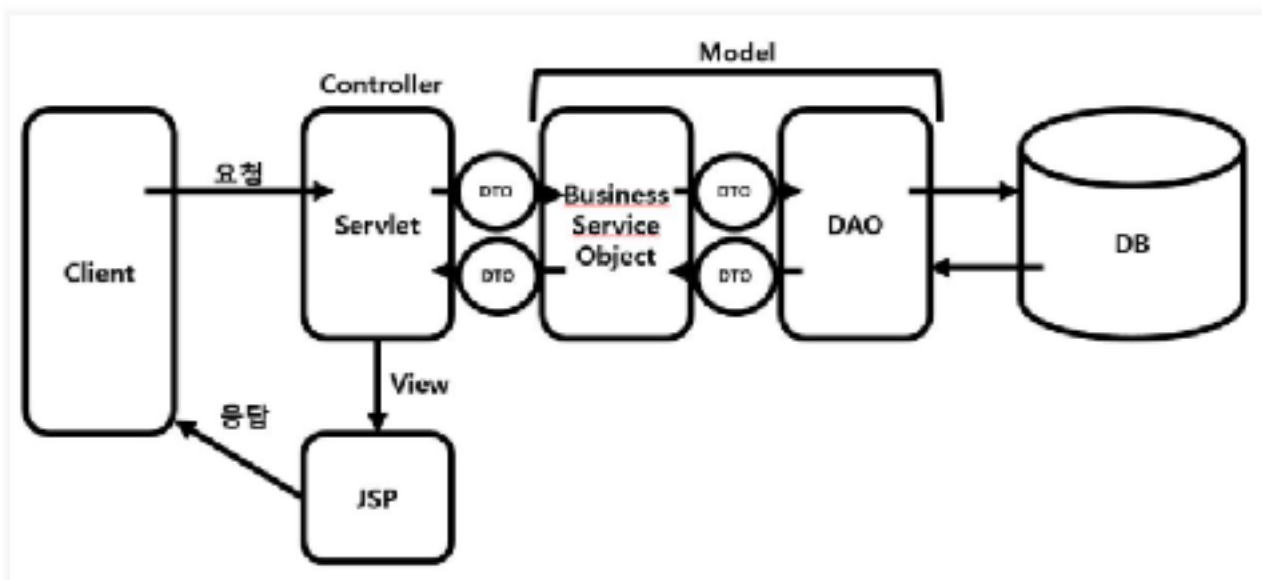 Model
Controller
요청
DTO
DTO
Business
Service
Object
Servlet
DAO
DB
Client
DTO
DTO
View
응답
JSP